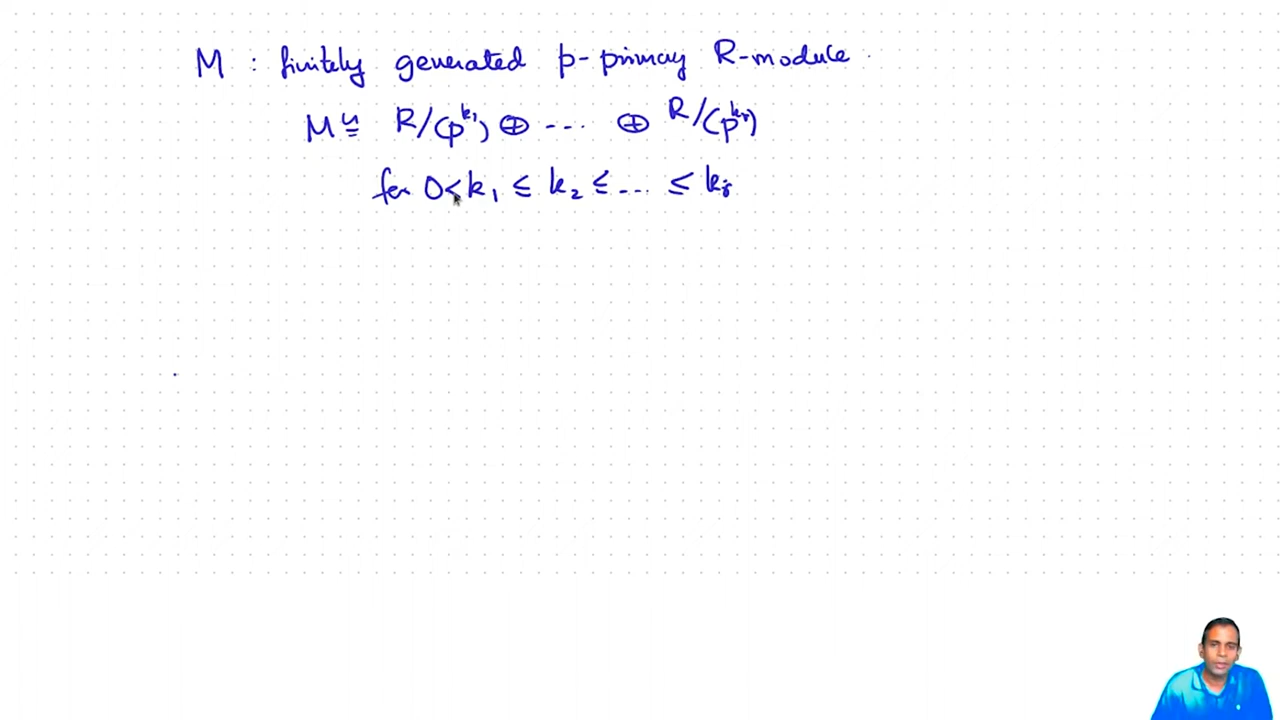 M : finitely generated p-primary R-module
M ≅ R/(p^{k_1}) ⊕ ... ⊕ R/(p^{k_r})
for 0 < k_1 ≤ k_2 ≤ ... ≤ k_r